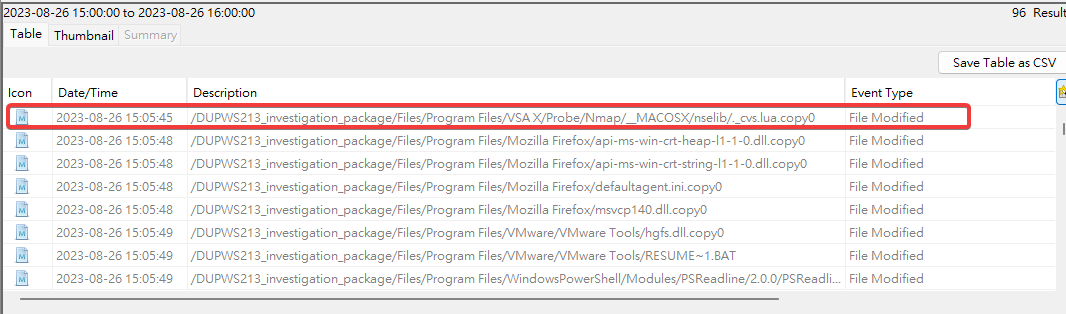 2023-08-26 15:00:00 to 2023-08-26 16:00:00 96 Result
Table Thumbnail Summary
Save Table as CSV
Icon Date/Time Description Event Type
2023-08-26 15:05:45 /DUPWS213_investigation_package/Files/Program Files/VSA X/Probe/Nmap/__MACOSX/nselib/._cvs.lua.copy0 File Modified
2023-08-26 15:05:48 /DUPWS213_investigation_package/Files/Program Files/Mozilla Firefox/api-ms-win-crt-heap-l1-1-0.dll.copy0 File Modified
2023-08-26 15:05:48 /DUPWS213_investigation_package/Files/Program Files/Mozilla Firefox/api-ms-win-crt-string-l1-1-0.dll.copy0 File Modified
2023-08-26 15:05:48 /DUPWS213_investigation_package/Files/Program Files/Mozilla Firefox/defaultagent.ini.copy0 File Modified
2023-08-26 15:05:48 /DUPWS213_investigation_package/Files/Program Files/Mozilla Firefox/msvcp140.dll.copy0 File Modified
2023-08-26 15:05:49 /DUPWS213_investigation_package/Files/Program Files/VMware/VMware Tools/hgfs.dll.copy0 File Modified
2023-08-26 15:05:49 /DUPWS213_investigation_package/Files/Program Files/VMware/VMware Tools/RESUME~1.BAT File Modified
2023-08-26 15:05:49 /DUPWS213_investigation_package/Files/Program Files/WindowsPowerShell/Modules/PSReadline/2.0.0/PSReadli... File Modified